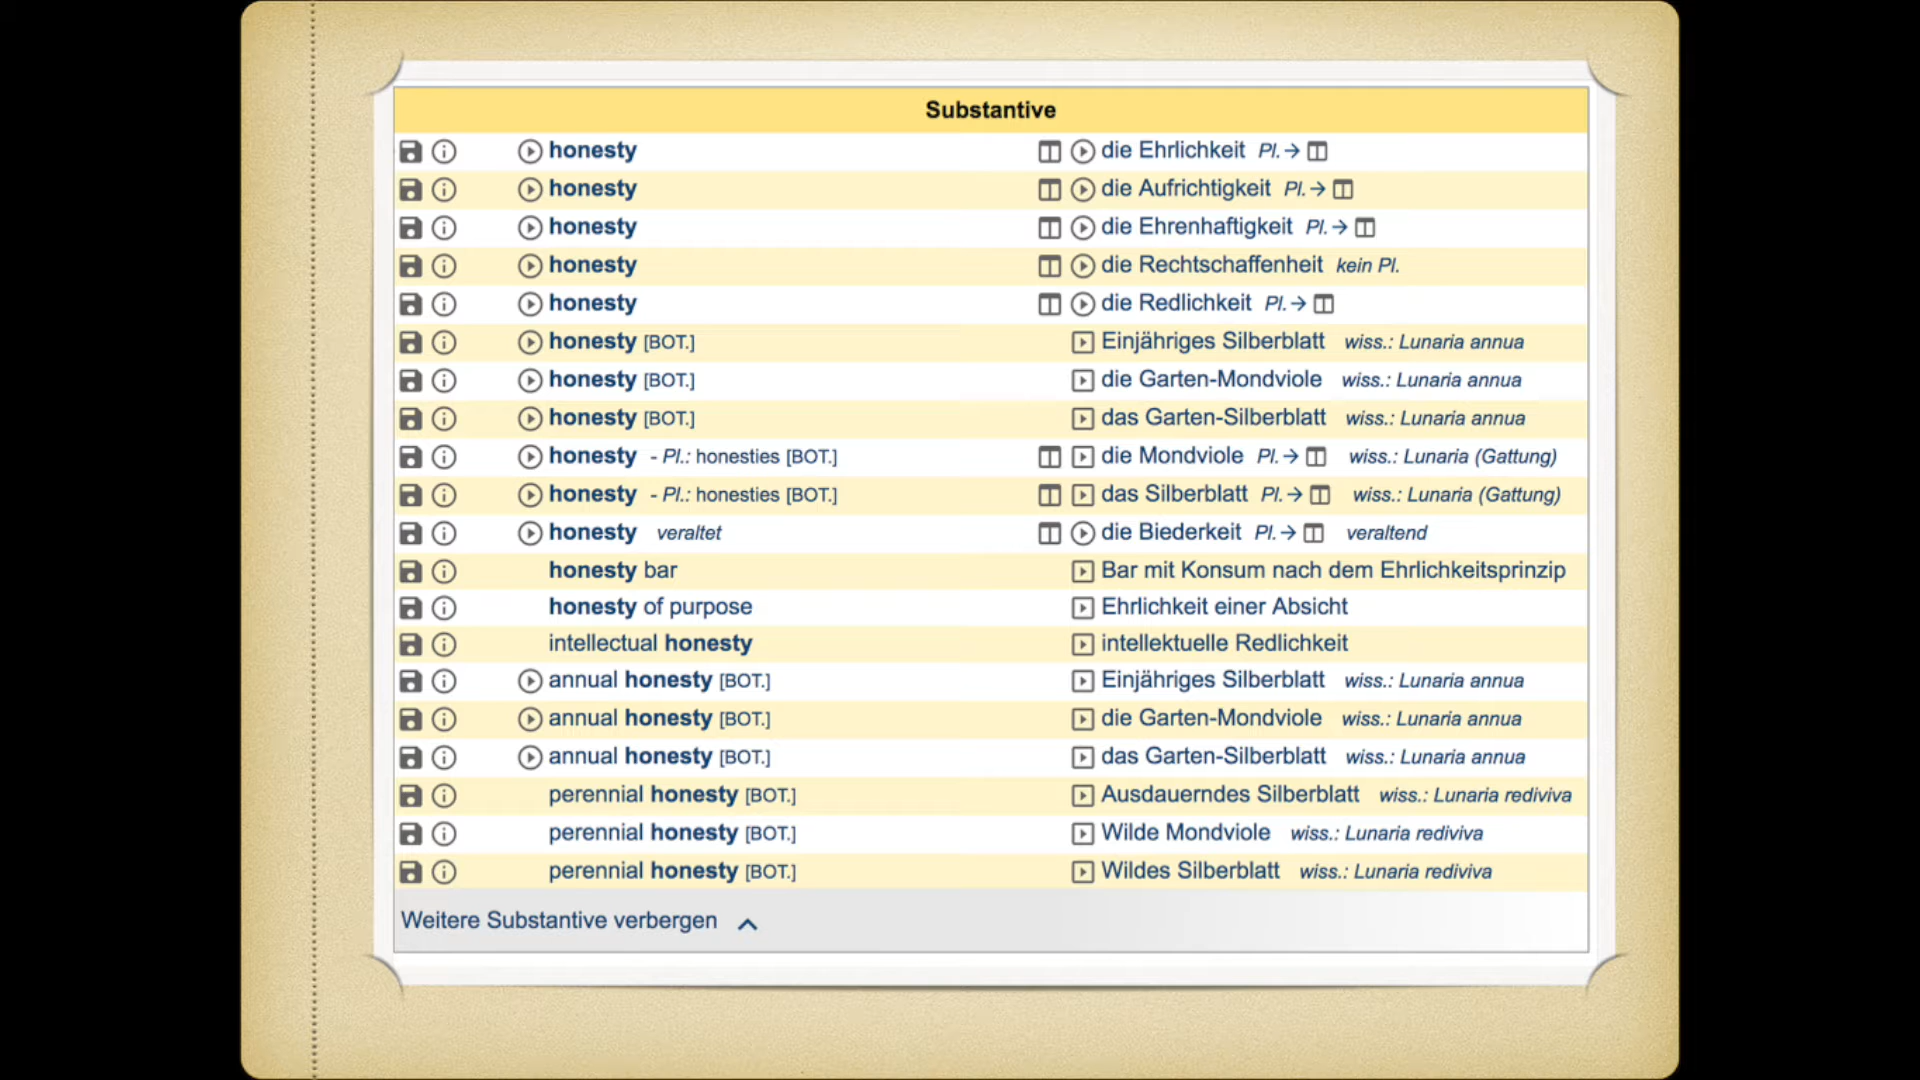 Substantive
honesty die Ehrlichkeit Pl.→
honesty die Aufrichtigkeit Pl.→
honesty die Ehrenhaftigkeit Pl.→
honesty die Rechtschaffenheit kein Pl.
honesty die Redlichkeit Pl.→
honesty [BOT.] Einjähriges Silberblatt wiss.: Lunaria annua
honesty [BOT.] die Garten-Mondviole wiss.: Lunaria annua
honesty [BOT.] das Garten-Silberblatt wiss.: Lunaria annua
honesty - Pl.: honesties [BOT.] die Mondviole Pl.→ wiss.: Lunaria (Gattung)
honesty - Pl.: honesties [BOT.] das Silberblatt Pl.→ wiss.: Lunaria (Gattung)
honesty veraltet die Biederkeit Pl.→ veraltend
honesty bar Bar mit Konsum nach dem Ehrlichkeitsprinzip
honesty of purpose Ehrlichkeit einer Absicht
intellectual honesty intellektuelle Redlichkeit
annual honesty [BOT.] Einjähriges Silberblatt wiss.: Lunaria annua
annual honesty [BOT.] die Garten-Mondviole wiss.: Lunaria annua
annual honesty [BOT.] das Garten-Silberblatt wiss.: Lunaria annua
perennial honesty [BOT.] Ausdauerndes Silberblatt wiss.: Lunaria rediviva
perennial honesty [BOT.] Wilde Mondviole wiss.: Lunaria rediviva
perennial honesty [BOT.] Wildes Silberblatt wiss.: Lunaria rediviva
Weitere Substantive verbergen